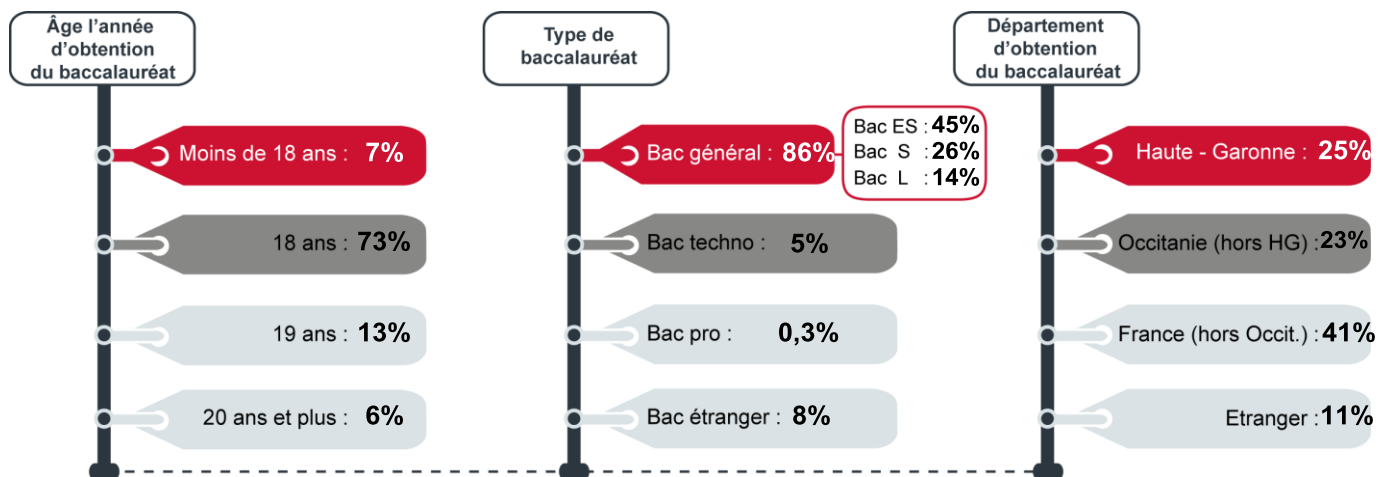 Âge l’année
d’obtention
du baccalauréat
Moins de 18 ans : 7%
18 ans : 73%
19 ans : 13%
20 ans et plus : 6%
Type de
baccalauréat
Bac général : 86%
Bac ES : 45%
Bac S : 26%
Bac L : 14%
Bac techno : 5%
Bac pro : 0,3%
Bac étranger : 8%
Département
d’obtention
du baccalauréat
Haute - Garonne : 25%
Occitanie (hors HG) : 23%
France (hors Occit.) : 41%
Etranger : 11%